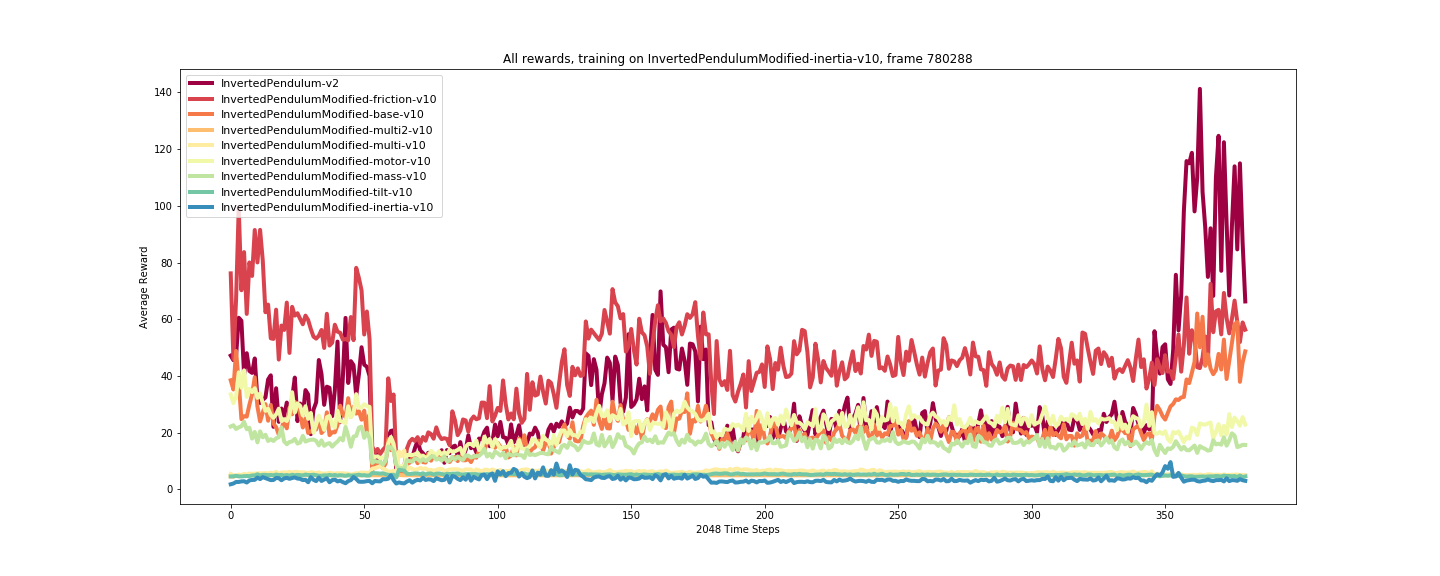 All rewards, training on InvertedPendulumModified-inertia-v10, frame 780288
InvertedPendulum-v2
InvertedPendulumModified-friction-v10
InvertedPendulumModified-base-v10
InvertedPendulumModified-multi2-v10
InvertedPendulumModified-multi-v10
InvertedPendulumModified-motor-v10
InvertedPendulumModified-mass-v10
InvertedPendulumModified-tilt-v10
InvertedPendulumModified-inertia-v10
Average Reward
140
120
100
80
60
40
20
0
0 50 100 150 200 250 300 350
2048 Time Steps